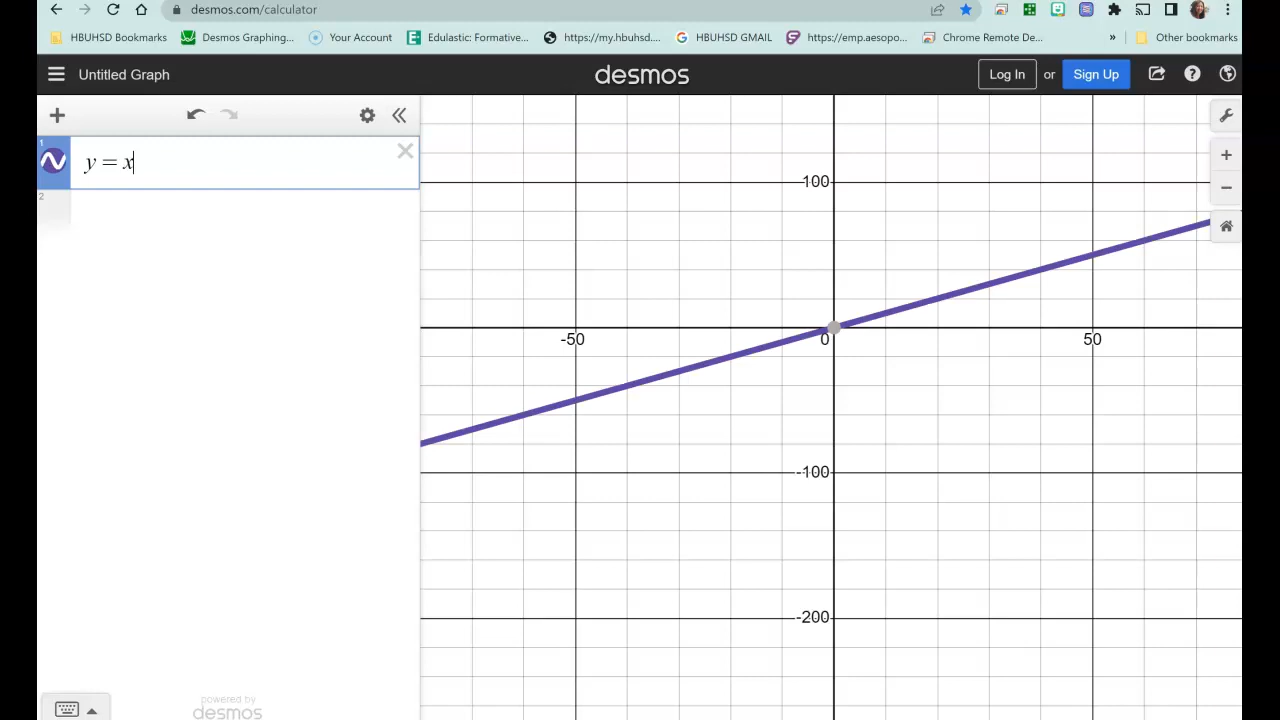 desmos.com/calculator
HBUHSD Bookmarks Desmos Graphing... Your Account Edulastic: Formative... https://my.hbuhsd.... HBUHSD GMAIL https://emp.aesopo... Chrome Remote De... » Other bookmarks
Untitled Graph desmos Log In or Sign Up
1
y = x
2
100
-50 0 50
-100
-200
powered by
desmos